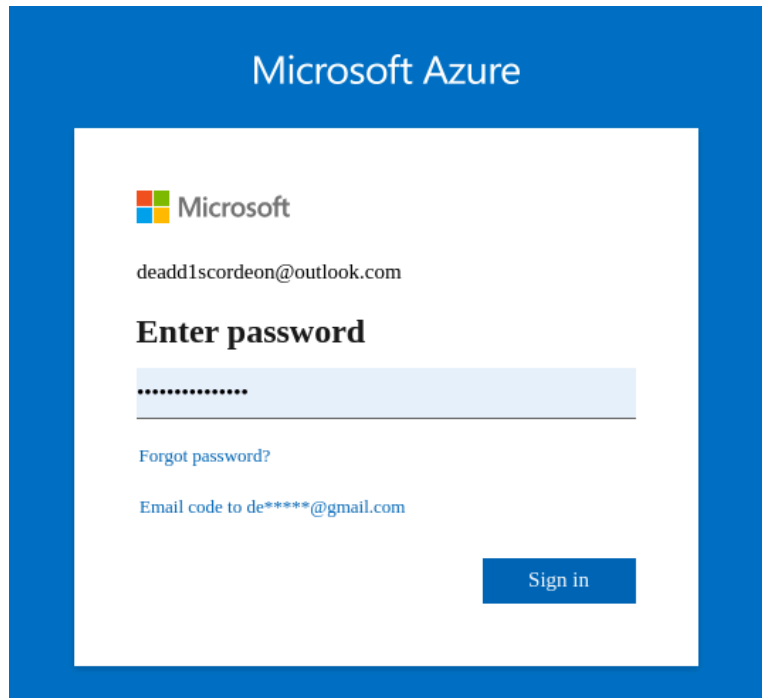 Microsoft Azure
Microsoft
deadd1scordeon@outlook.com
Enter password
•••••••••••••••
Forgot password?
Email code to de*****@gmail.com
Sign in